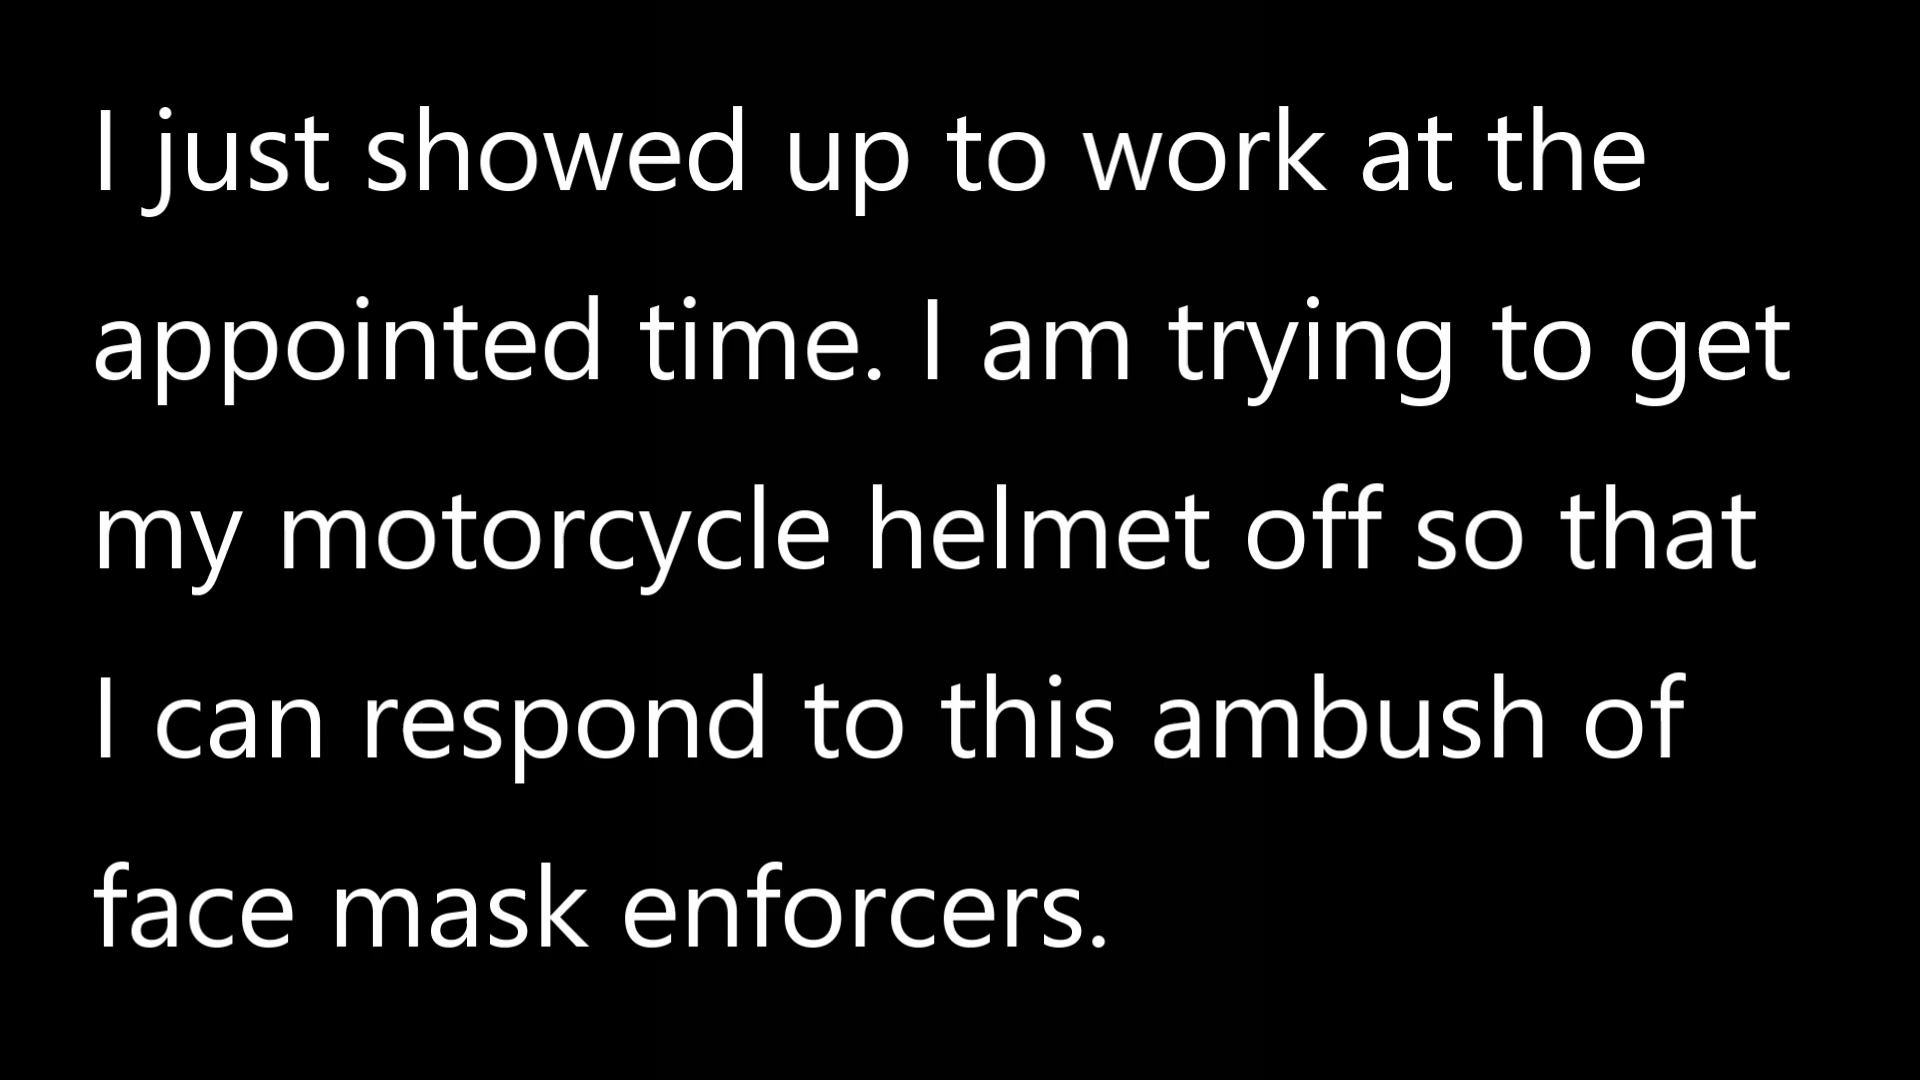 I just showed up to work at the
appointed time. I am trying to get
my motorcycle helmet off so that
I can respond to this ambush of
face mask enforcers.